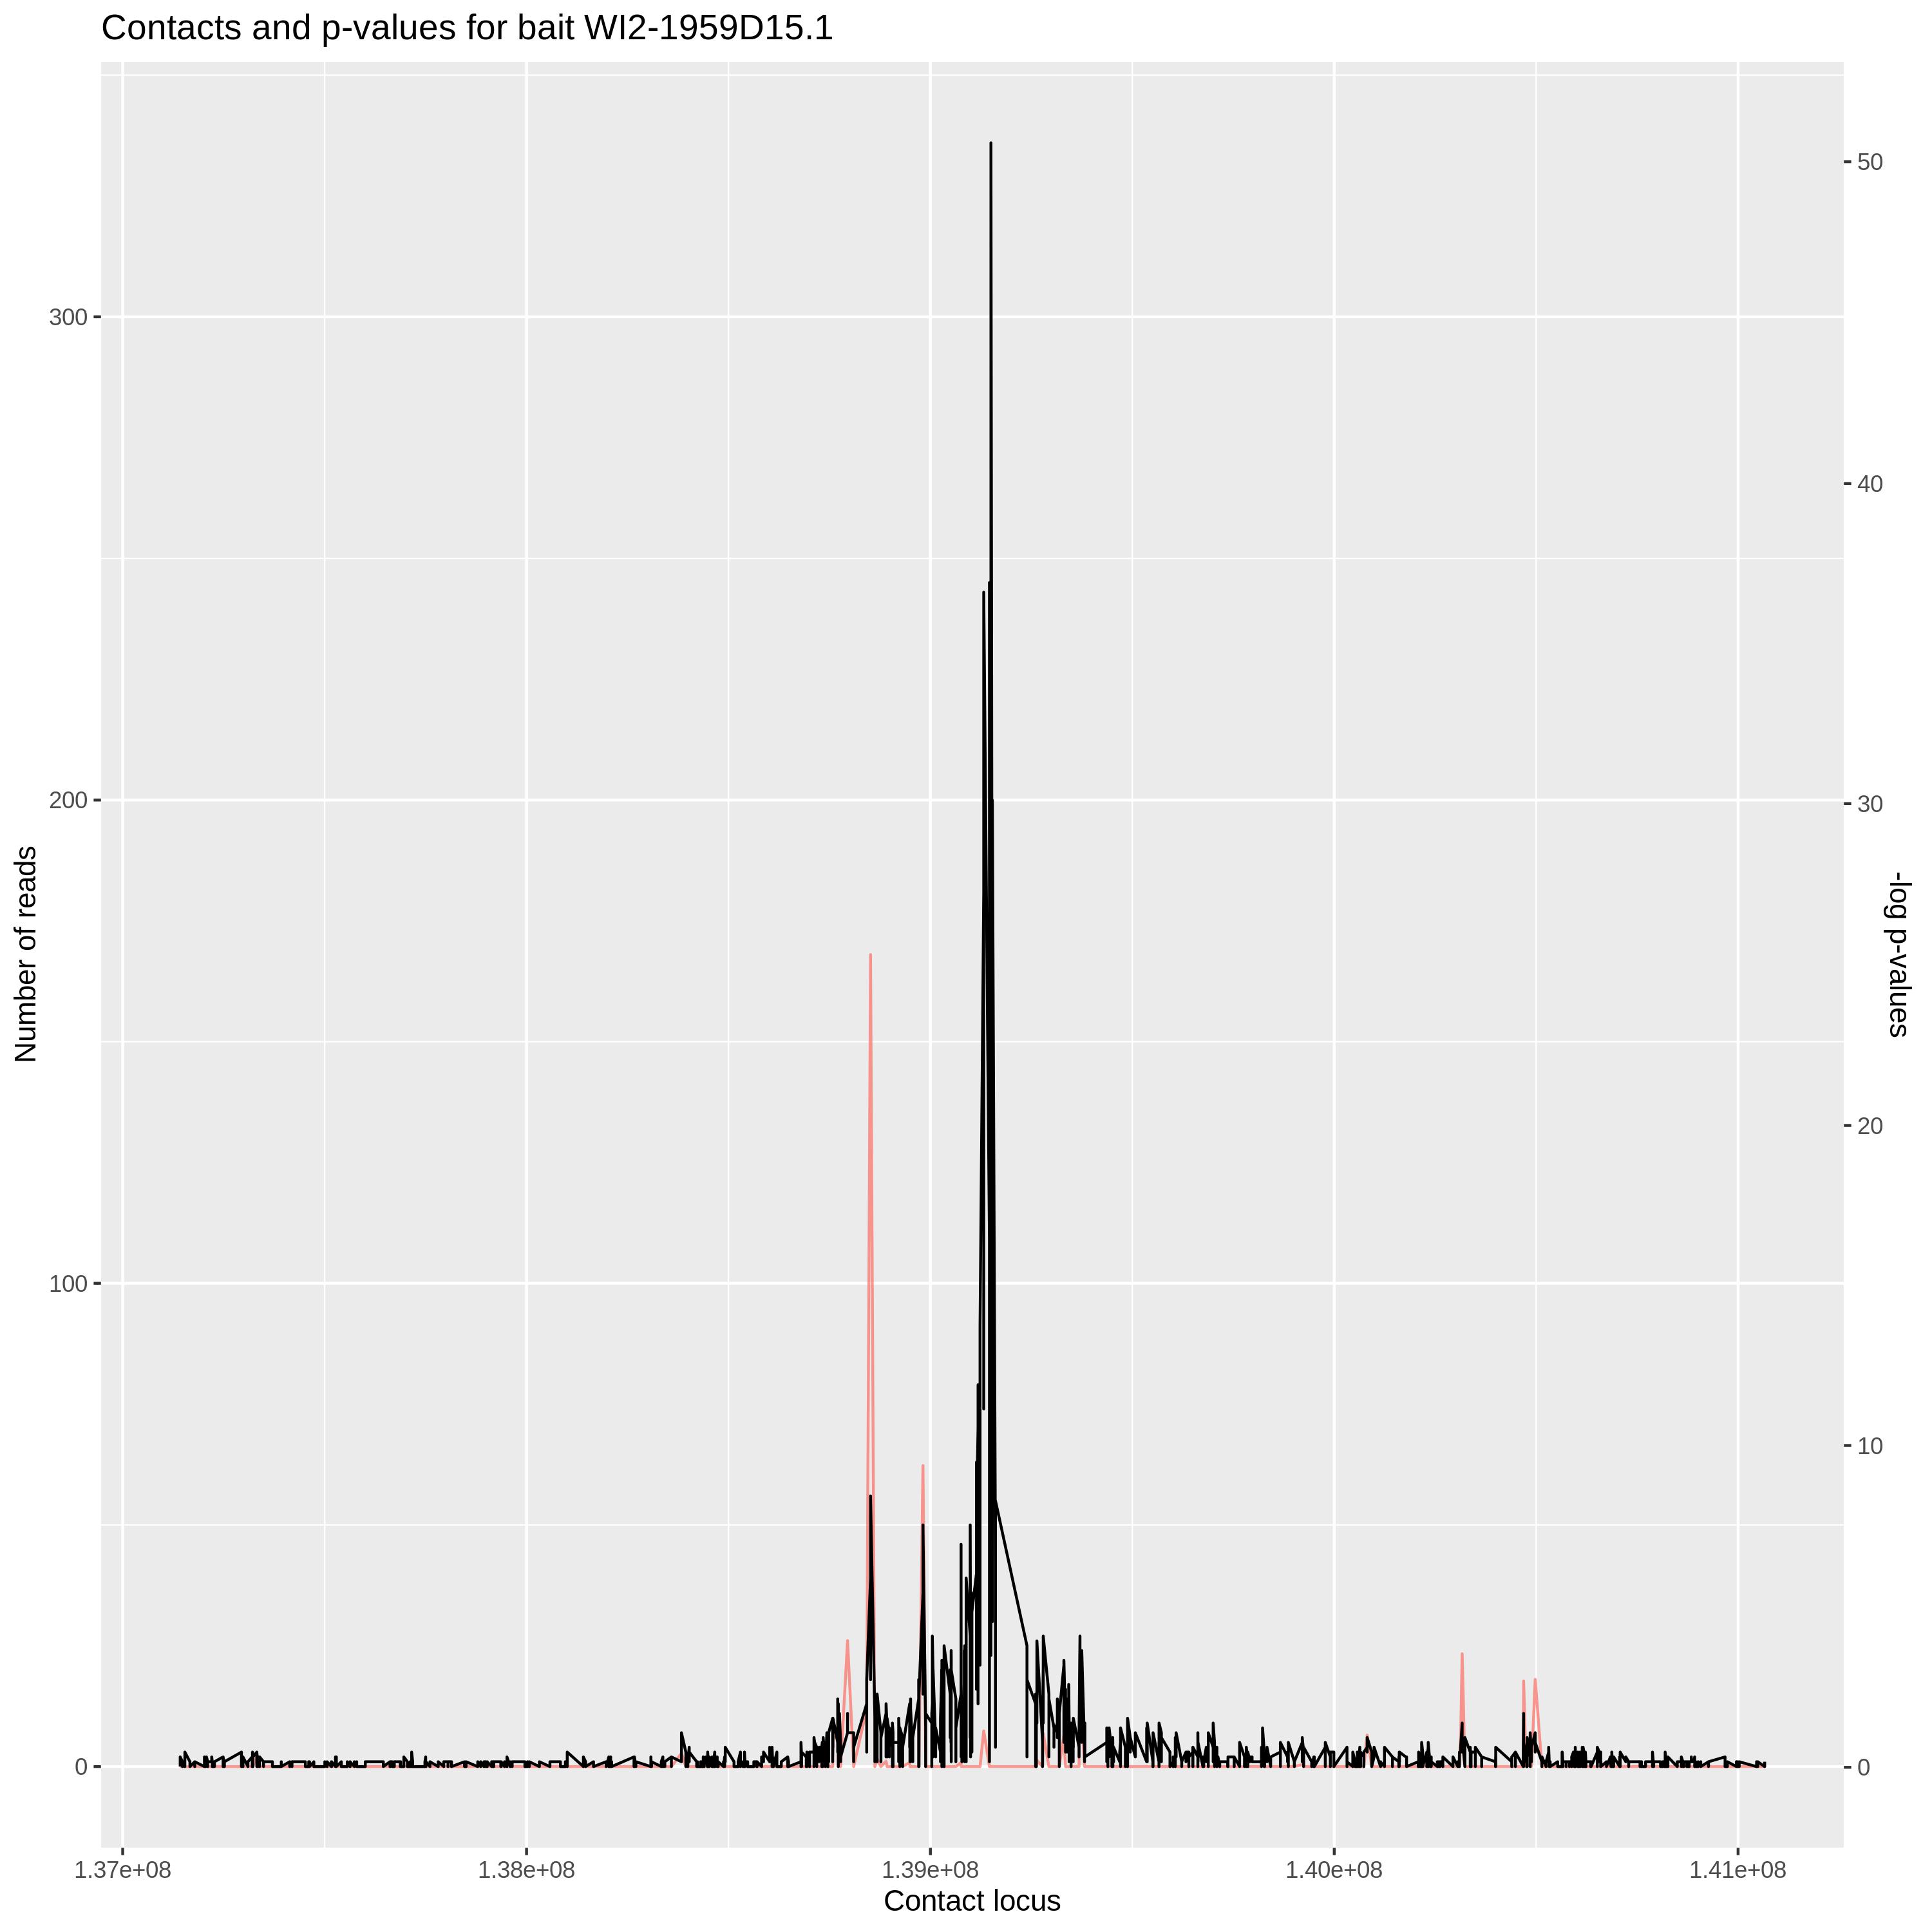 Contacts and p-values for bait WI2-1959D15.1
Number of reads
300
200
100
0
50
40
30
20
10
0
-log p-values
1.37e+08 1.38e+08 1.39e+08 1.40e+08 1.41e+08
Contact locus